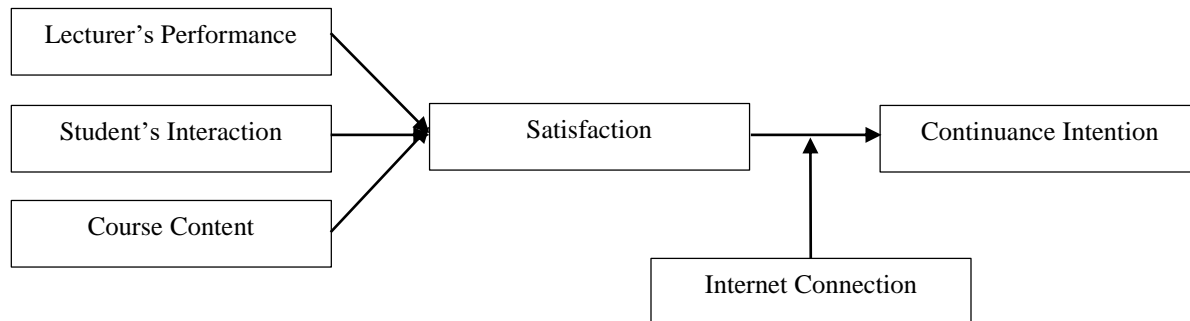 Lecturer’s Performance
Student’s Interaction
Course Content
Satisfaction
Continuance Intention
Internet Connection